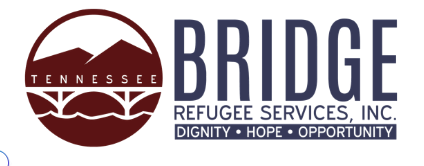 TENNESSEE
BRIDGE
REFUGEE SERVICES, INC.
DIGNITY • HOPE • OPPORTUNITY